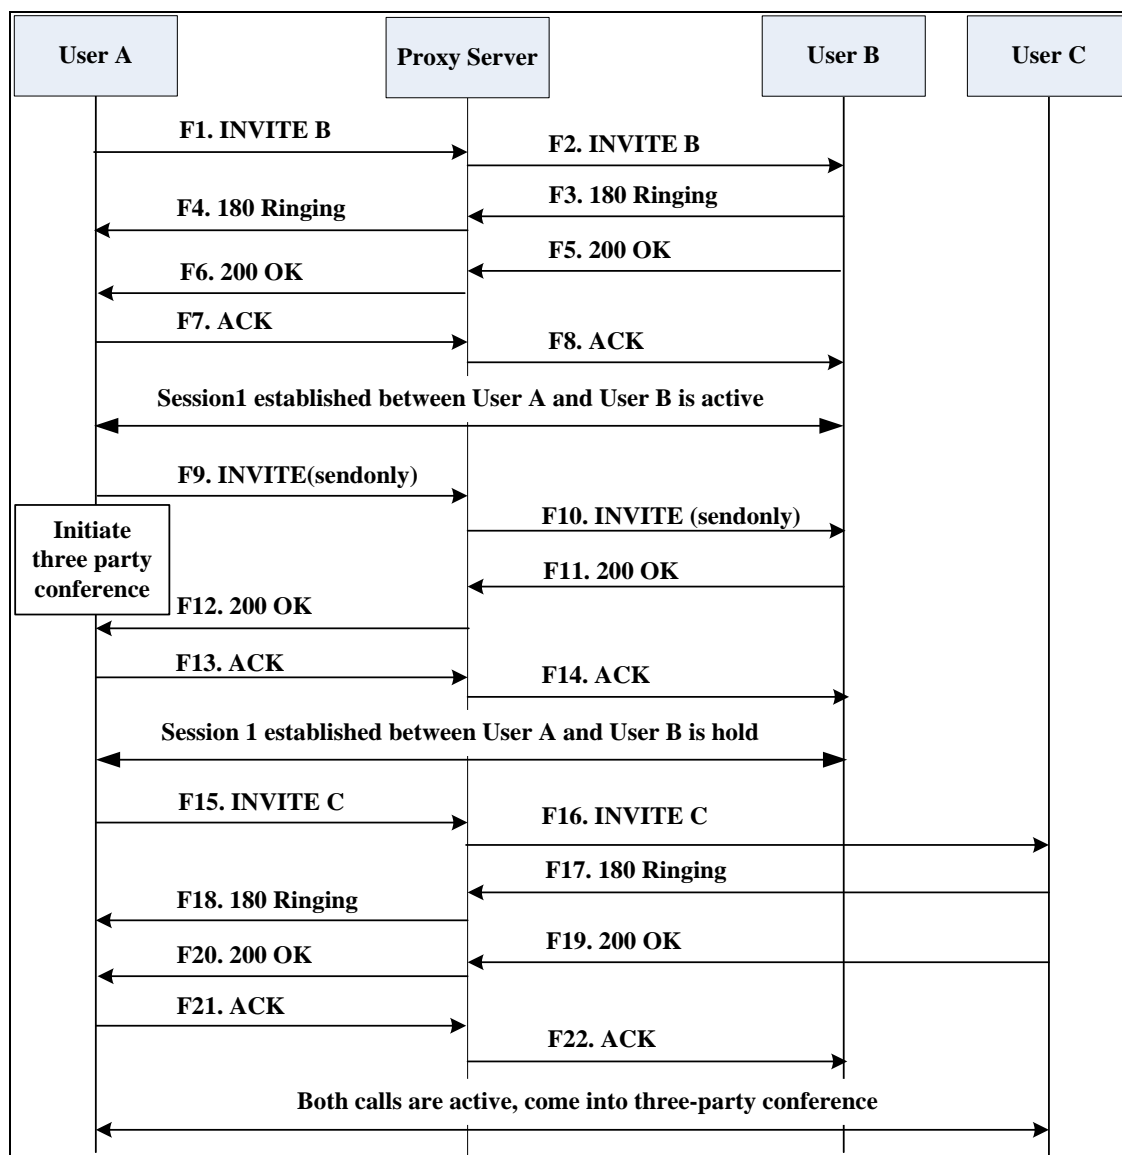 User A
Proxy Server
User B
User C
F1. INVITE B
F2. INVITE B
F3. 180 Ringing
F4. 180 Ringing
F5. 200 OK
F6. 200 OK
F7. ACK
F8. ACK
Session1 established between User A and User B is active
F9. INVITE(sendonly)
F10. INVITE (sendonly)
Initiate
three party
conference
F11. 200 OK
F12. 200 OK
F13. ACK
F14. ACK
Session 1 established between User A and User B is hold
F15. INVITE C
F16. INVITE C
F17. 180 Ringing
F18. 180 Ringing
F19. 200 OK
F20. 200 OK
F21. ACK
F22. ACK
Both calls are active, come into three-party conference